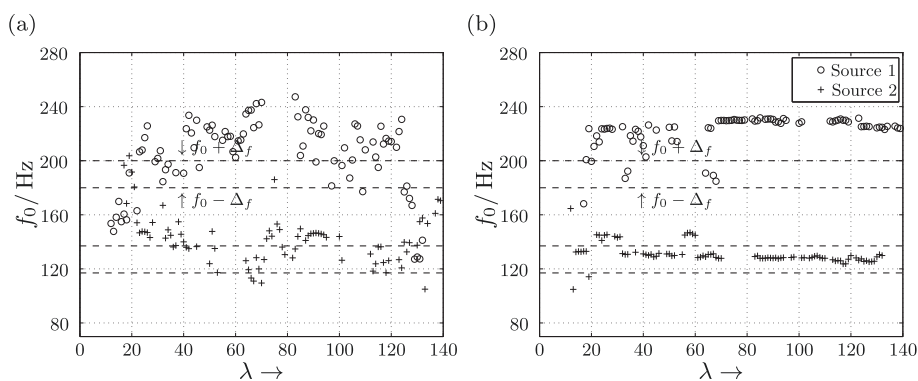 (a)
f₀/Hz
280
240
200
160
120
80
↓ f₀ + Δf
↑ f₀ − Δf
0 20 40 60 80 100 120 140
λ →
(b)
f₀/Hz
280
240
200
160
120
80
Source 1
Source 2
↓ f₀ + Δf
↑ f₀ − Δf
0 20 40 60 80 100 120 140
λ →